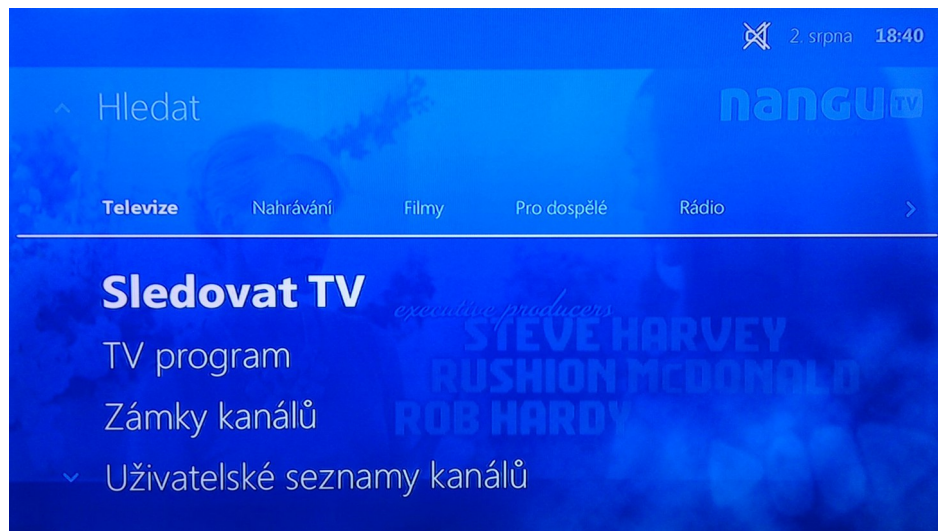 2. srpna 18:40
Hledat
nanGu TV
Televize Nahrávání Filmy Pro dospělé Rádio
Sledovat TV
executive producers
STEVE HARVEY
TV program
RUSHION MCDONALD
Zámky kanálů
ROB HARDY
Uživatelské seznamy kanálů